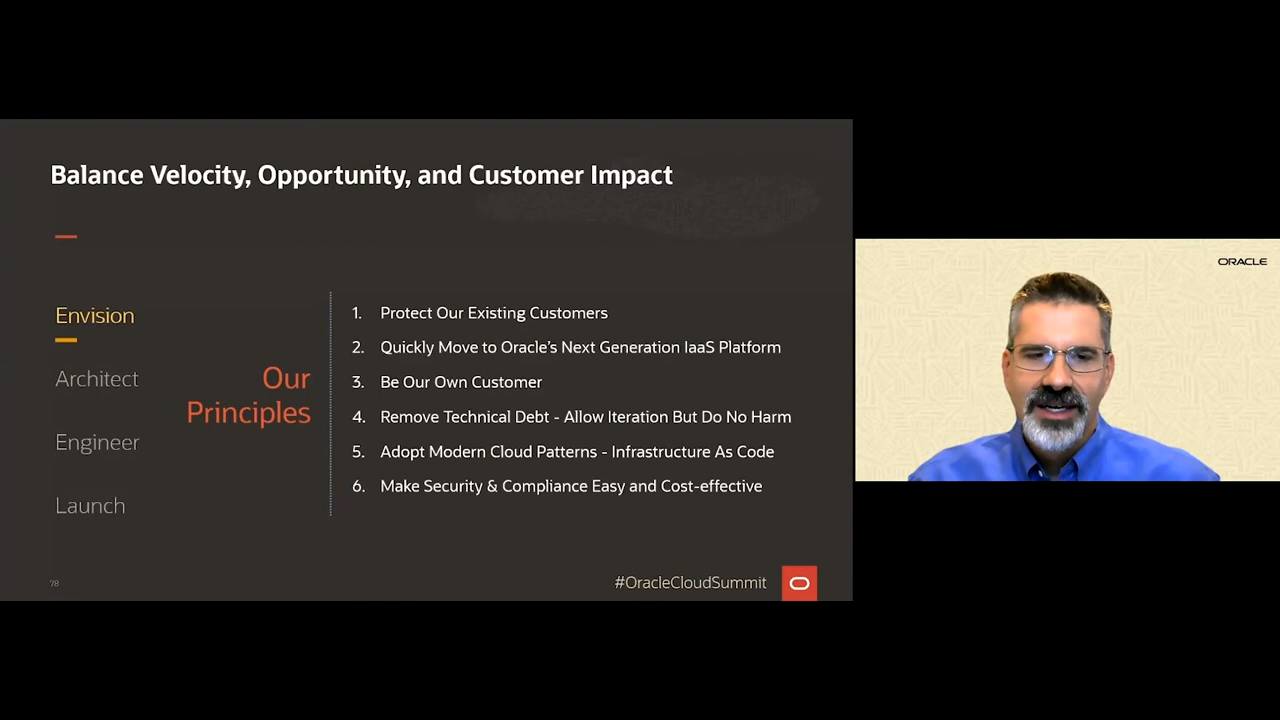 Balance Velocity, Opportunity, and Customer Impact
Envision
Architect
Engineer
Launch
Our
Principles
1. Protect Our Existing Customers
2. Quickly Move to Oracle's Next Generation IaaS Platform
3. Be Our Own Customer
4. Remove Technical Debt - Allow Iteration But Do No Harm
5. Adopt Modern Cloud Patterns - Infrastructure As Code
6. Make Security & Compliance Easy and Cost-effective
78
#OracleCloudSummit
ORACLE